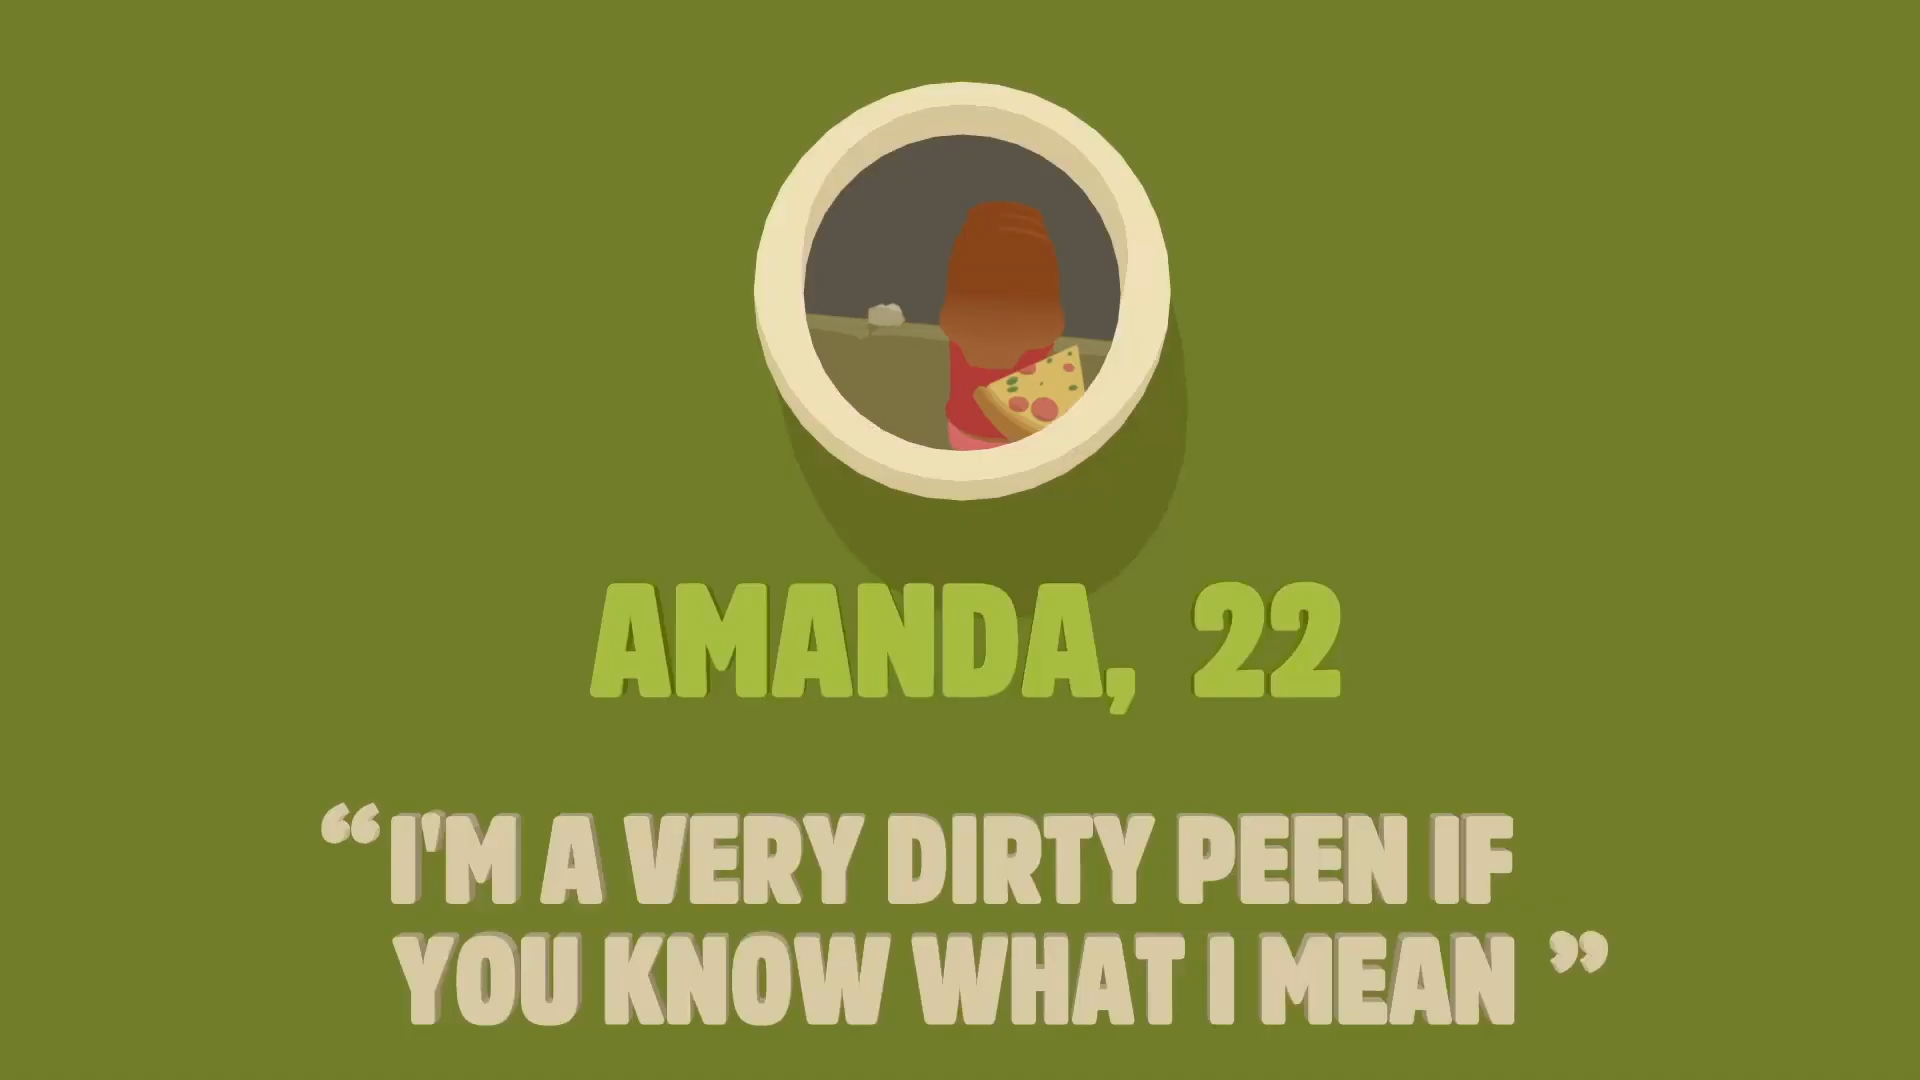 AMANDA, 22
“I'M A VERY DIRTY PEEN IF
YOU KNOW WHAT I MEAN ”